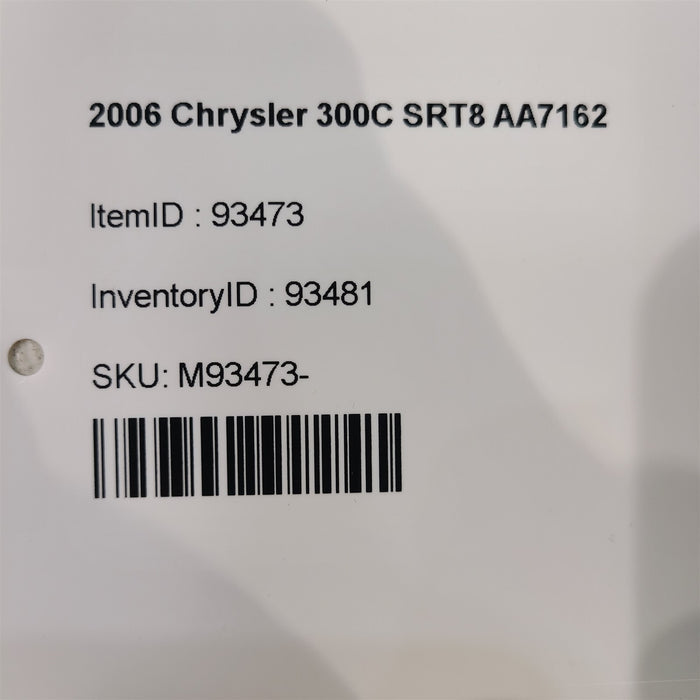 2006 Chrysler 300C SRT8 AA7162
ItemID : 93473
InventoryID : 93481
SKU: M93473-